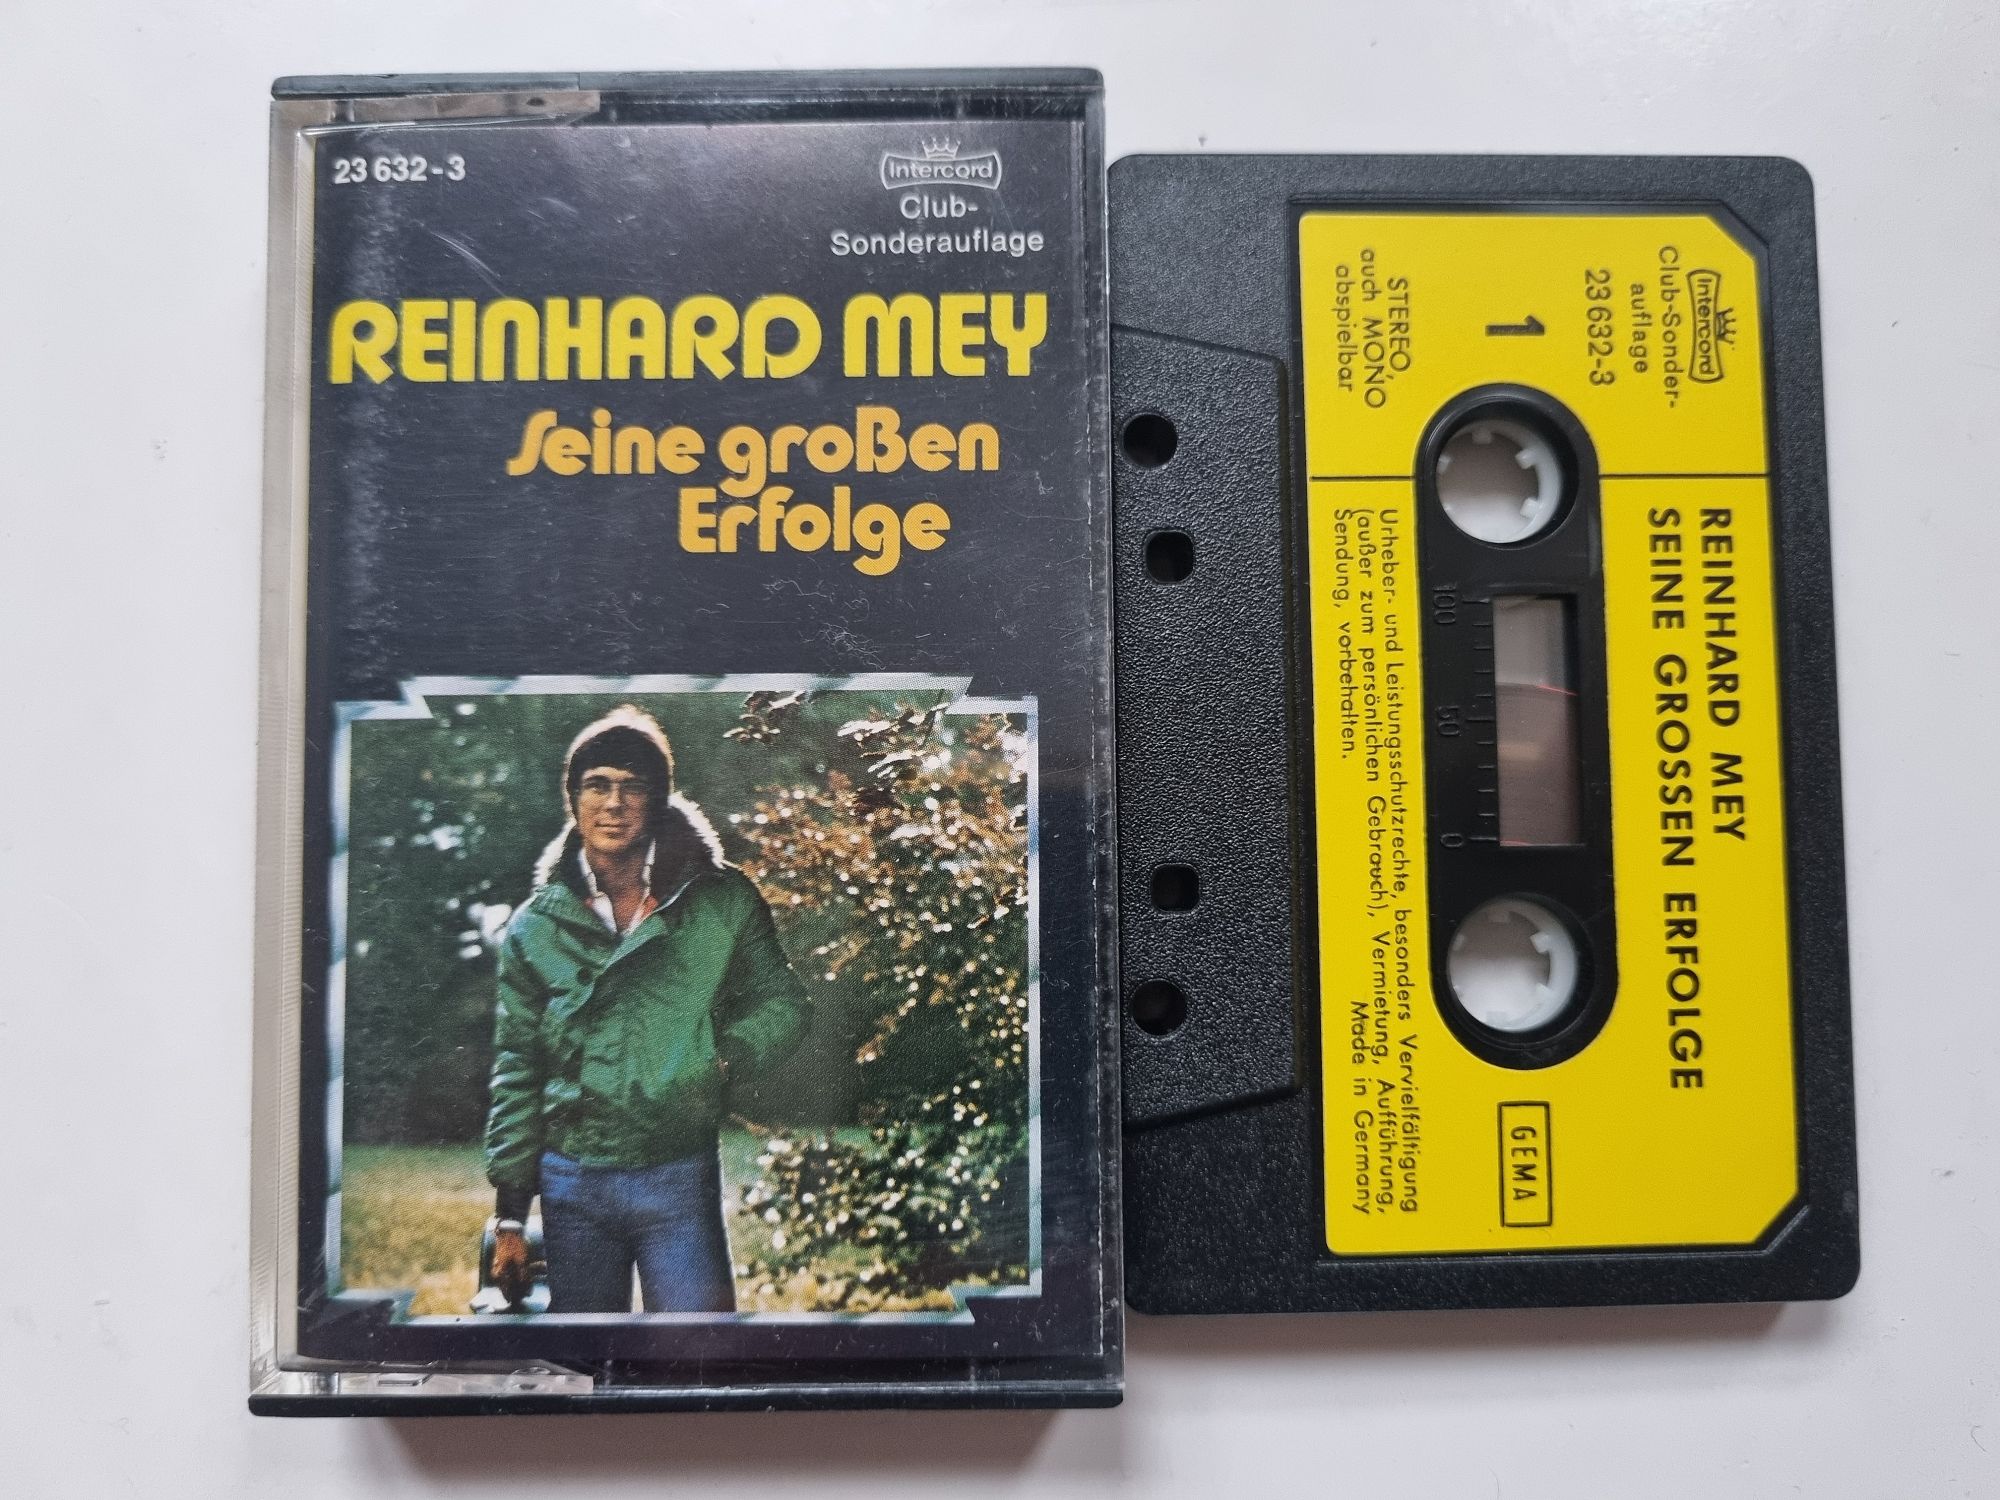 23 632-3
Intercord
Club-
Sonderauflage
REINHARD MEY
Seine großen
Erfolge
Intercord
Club-Sonder-
auflage
23632-3
1
STEREO,
auch MONO
abspielbar
REINHARD MEY
SEINE GROSSEN ERFOLGE
100
50
0
GEMA
Urheber- und Leistungsschutzrechte, besonders Vervielfältigung
(außer zum persönlichen Gebrauch), Vermietung, Aufführung,
Sendung, vorbehalten.
Made in Germany